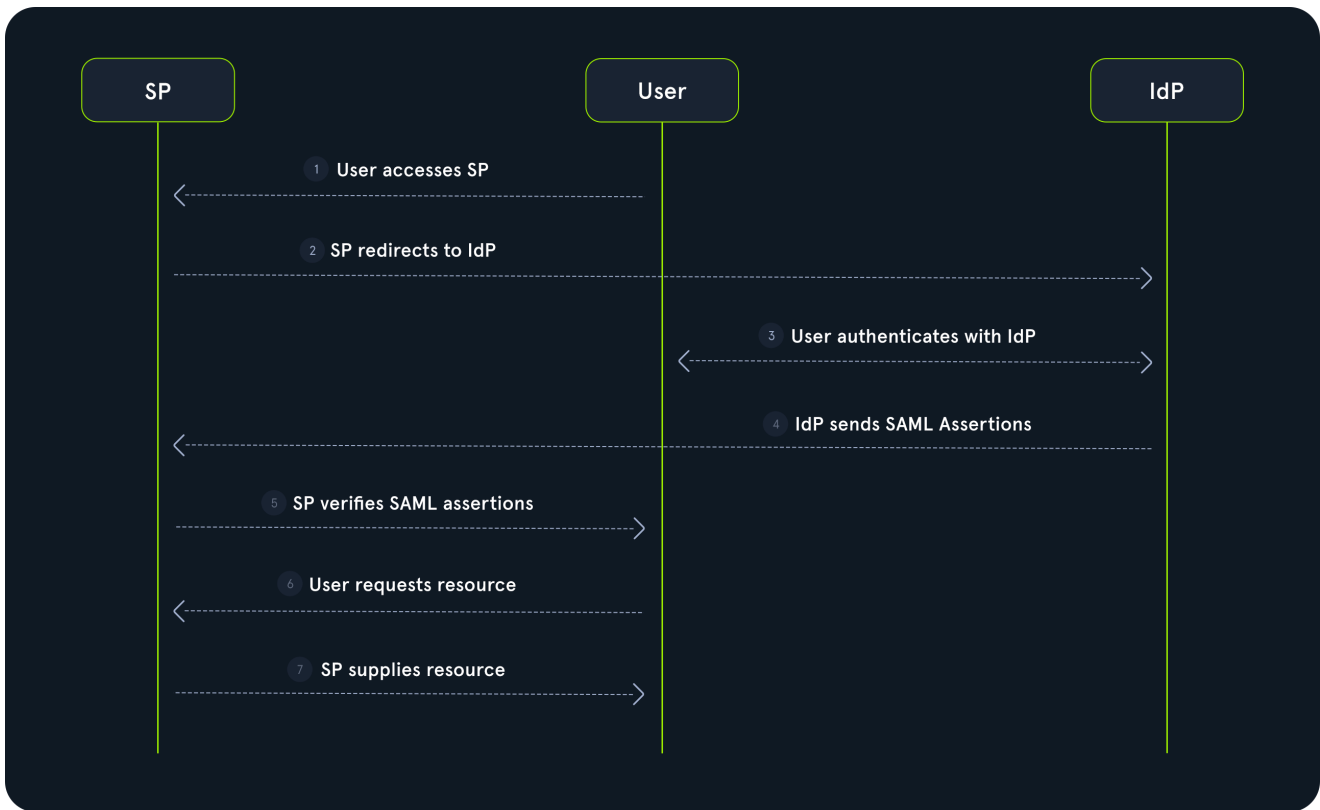 SP
User
IdP
1 User accesses SP
2 SP redirects to IdP
3 User authenticates with IdP
4 IdP sends SAML Assertions
5 SP verifies SAML assertions
6 User requests resource
7 SP supplies resource